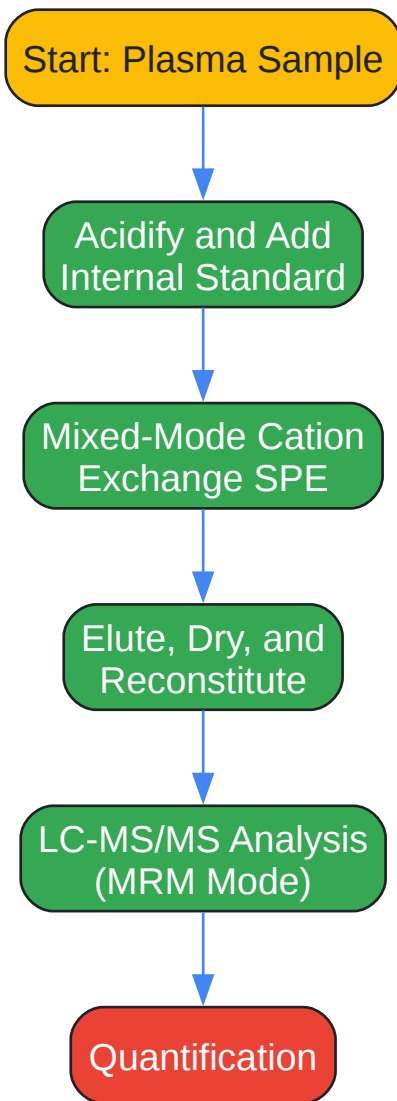 Start: Plasma Sample
Acidify and Add
Internal Standard
Mixed-Mode Cation
Exchange SPE
Elute, Dry, and
Reconstitute
LC-MS/MS Analysis
(MRM Mode)
Quantification